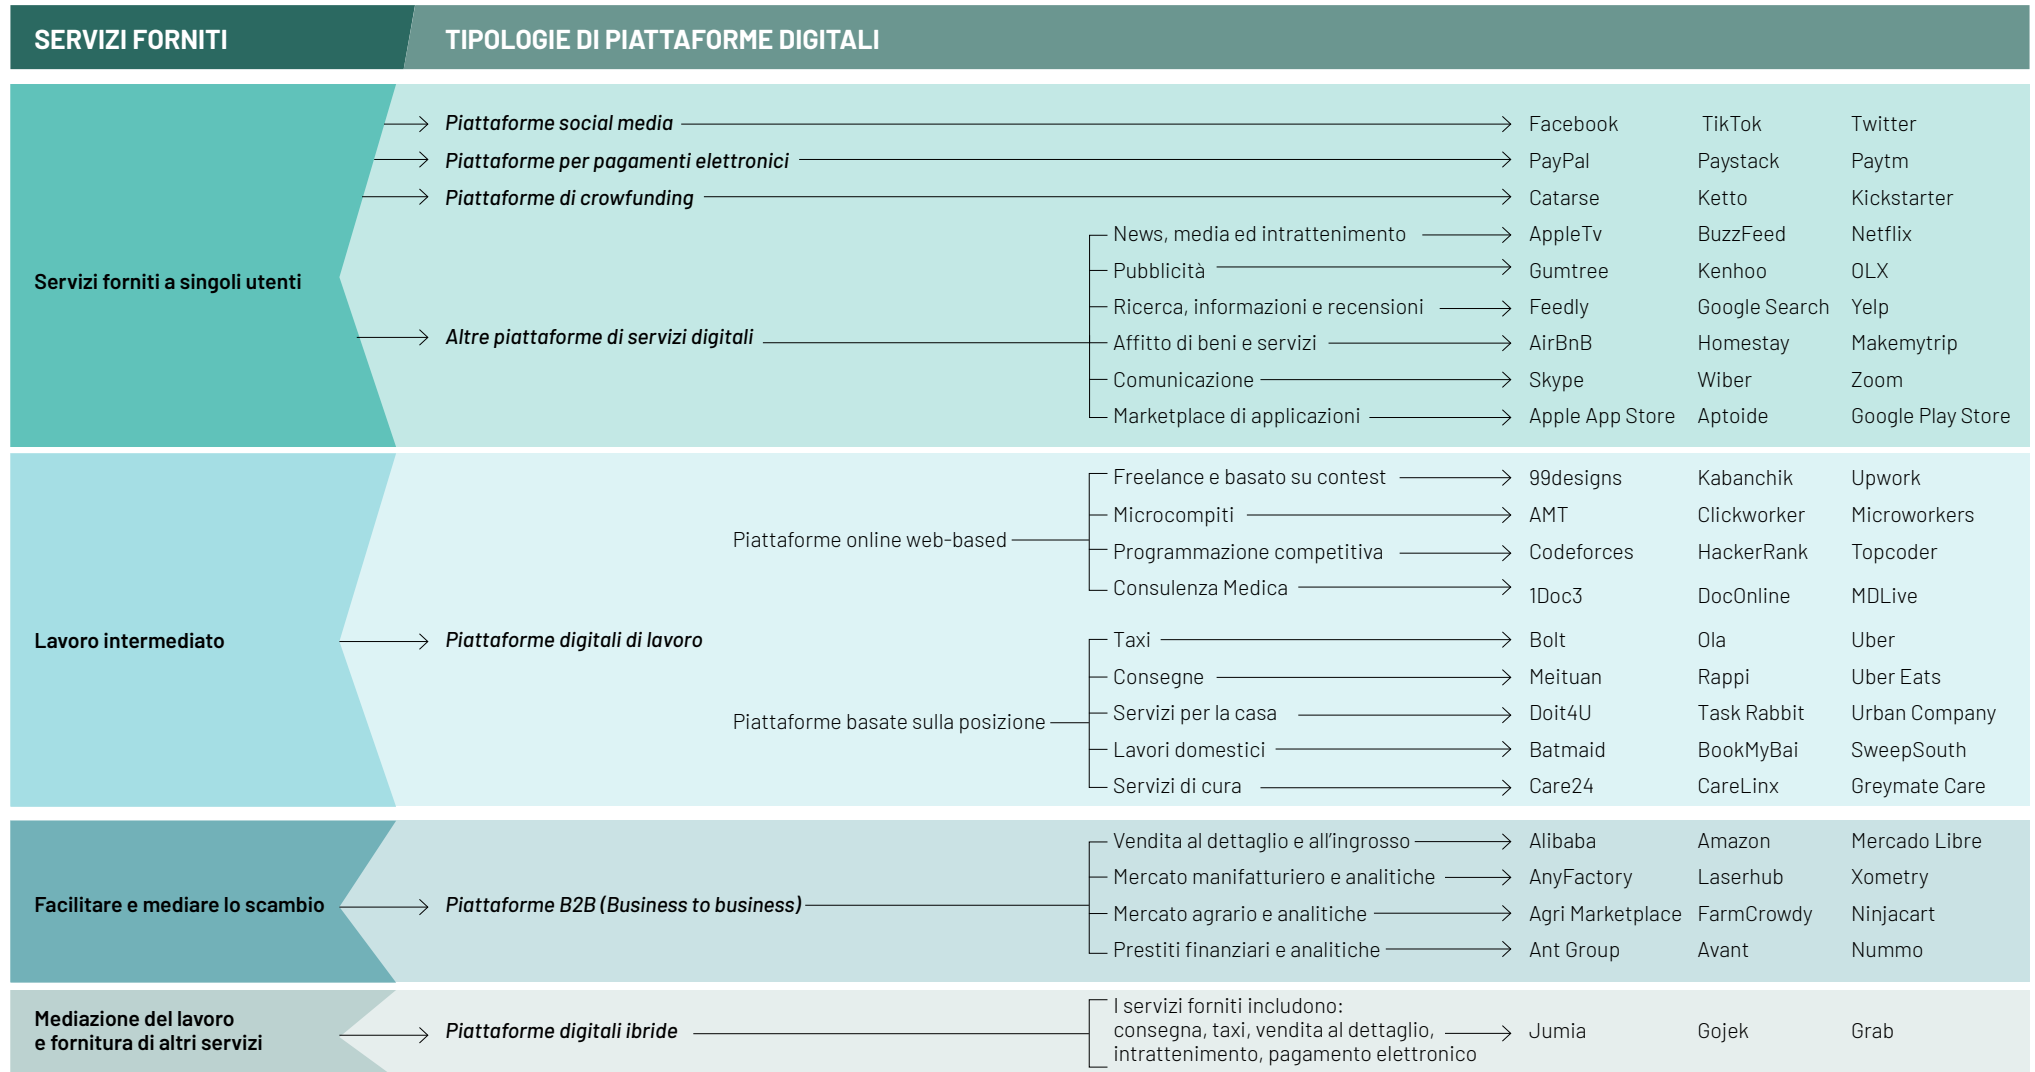 SERVIZI FORNITI TIPOLOGIE DI PIATTAFORME DIGITALI
Servizi forniti a singoli utenti
Piattaforme social media Facebook TikTok Twitter
Piattaforme per pagamenti elettronici PayPal Paystack Paytm
Piattaforme di crowfunding Catarse Ketto Kickstarter
Altre piattaforme di servizi digitali
News, media ed intrattenimento AppleTv BuzzFeed Netflix
Pubblicità Gumtree Kenhoo OLX
Ricerca, informazioni e recensioni Feedly Google Search Yelp
Affitto di beni e servizi AirBnB Homestay Makemytrip
Comunicazione Skype Wiber Zoom
Marketplace di applicazioni Apple App Store Aptoide Google Play Store
Lavoro intermediato
Piattaforme digitali di lavoro
Piattaforme online web-based
Freelance e basato su contest 99designs Kabanchik Upwork
Microcompiti AMT Clickworker Microworkers
Programmazione competitiva Codeforces HackerRank Topcoder
Consulenza Medica 1Doc3 DocOnline MDLive
Piattaforme basate sulla posizione
Taxi Bolt Ola Uber
Consegne Meituan Rappi Uber Eats
Servizi per la casa Doit4U Task Rabbit Urban Company
Lavori domestici Batmaid BookMyBai SweepSouth
Servizi di cura Care24 CareLinx Greymate Care
Facilitare e mediare lo scambio
Piattaforme B2B (Business to business)
Vendita al dettaglio e all'ingrosso Alibaba Amazon Mercado Libre
Mercato manifatturiero e analitiche AnyFactory Laserhub Xometry
Mercato agrario e analitiche Agri Marketplace FarmCrowdy Ninjacart
Prestiti finanziari e analitiche Ant Group Avant Nummo
Mediazione del lavoro
e fornitura di altri servizi
Piattaforme digitali ibride
I servizi forniti includono:
consegna, taxi, vendita al dettaglio,
intrattenimento, pagamento elettronico
Jumia Gojek Grab